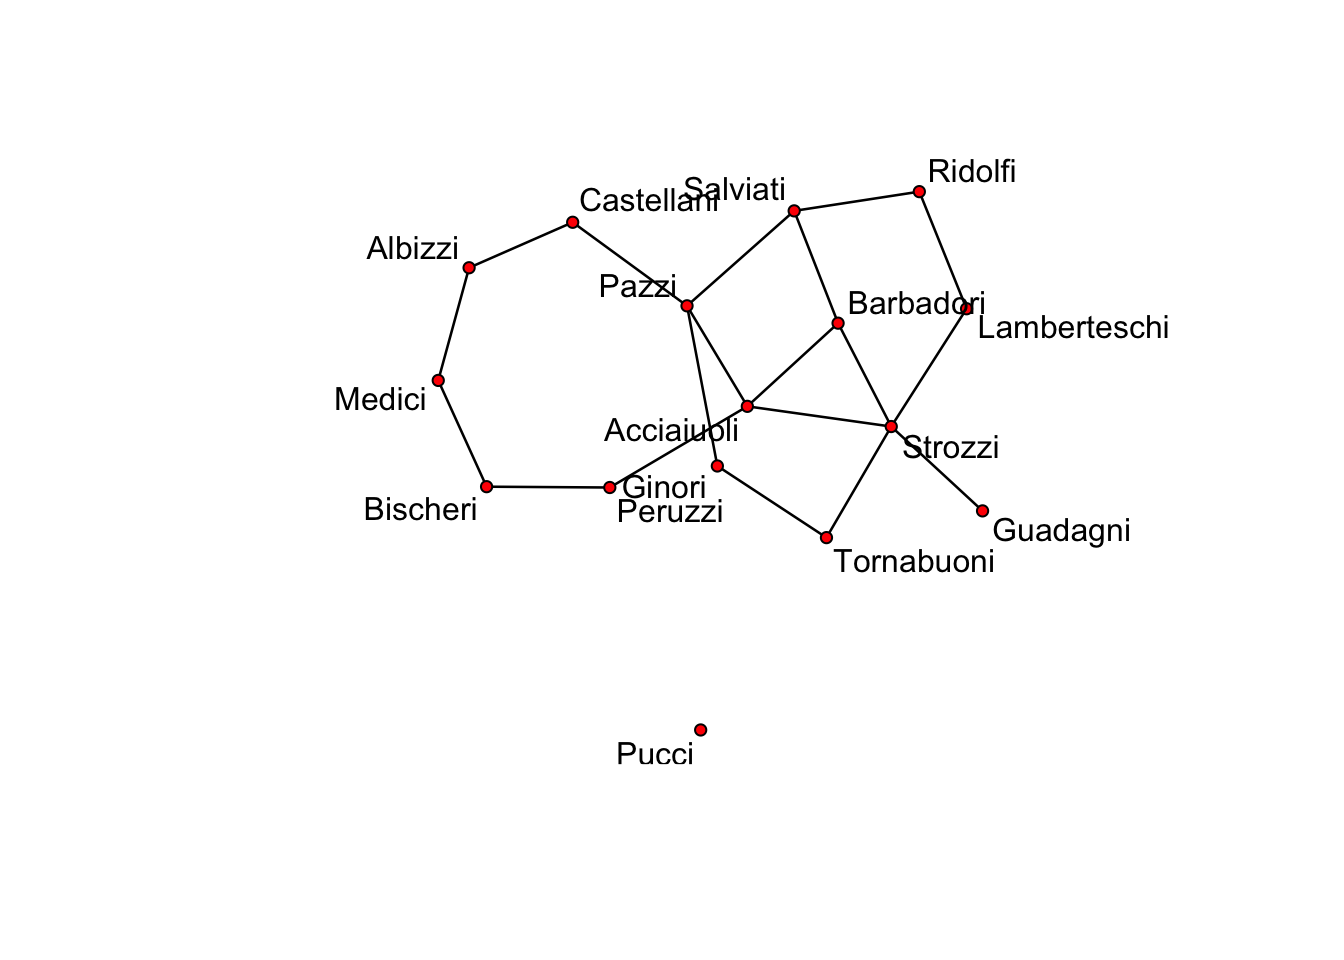 Ridolfi
Salviati
Castellani
Albizzi
Pazzi
Barbadori
Lamberteschi
Medici
Acciaiuoli
Strozzi
Ginori
Bischeri
Peruzzi
Guadagni
Tornabuoni
Pucci